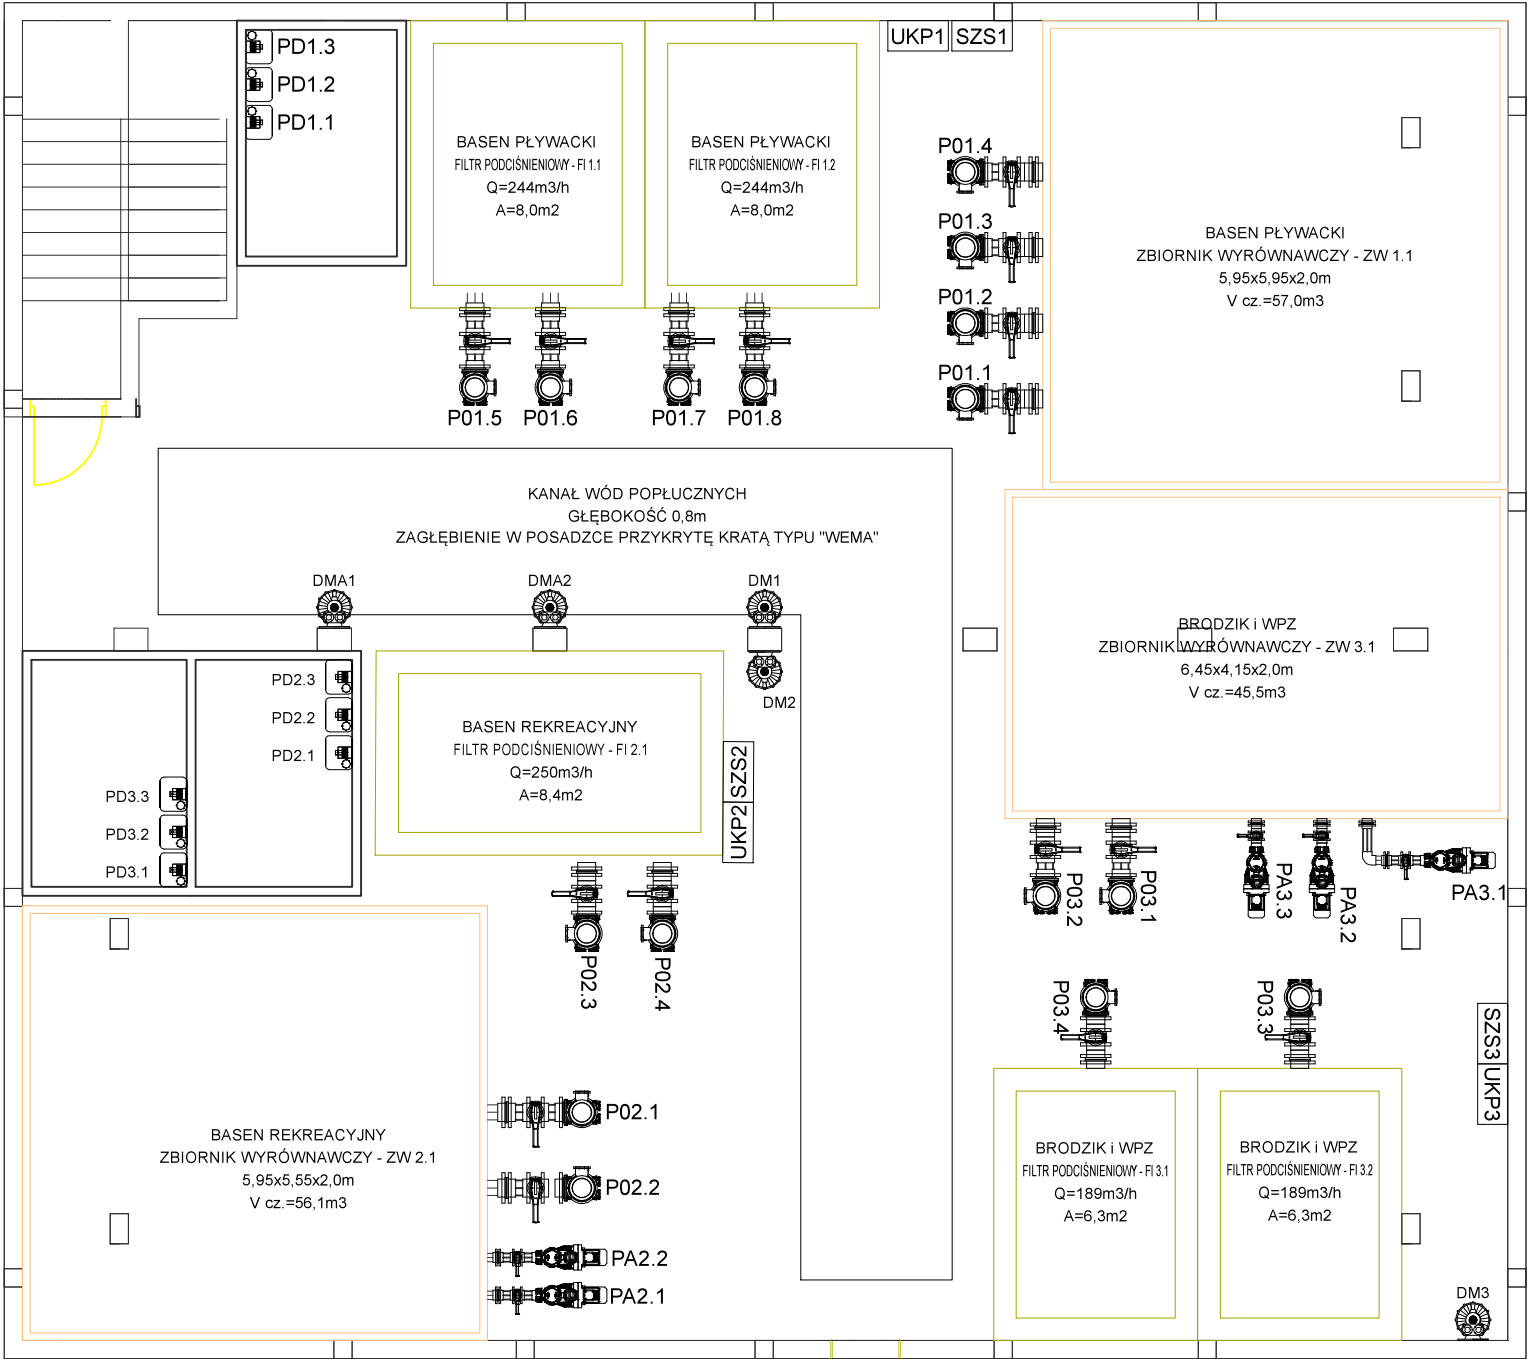 UKP1
SZS1
PD1.3
PD1.2
PD1.1
BASEN PŁYWACKI
FILTR PODCIŚNIENIOWY - FI 1.1
Q=244m3/h
A=8,0m2
BASEN PŁYWACKI
FILTR PODCIŚNIENIOWY - FI 1.2
Q=244m3/h
A=8,0m2
P01.4
P01.3
P01.2
P01.1
BASEN PŁYWACKI
ZBIORNIK WYRÓWNAWCZY - ZW 1.1
5,95x5,95x2,0m
V cz.=57,0m3
P01.5
P01.6
P01.7
P01.8
KANAŁ WÓD POPŁUCZNYCH
GŁĘBOKOŚĆ 0,8m
ZAGŁĘBIENIE W POSADZCE PRZYKRYTĘ KRATĄ TYPU "WEMA"
DMA1
DMA2
DM1
DM2
BRODZIK i WPZ
ZBIORNIK WYRÓWNAWCZY - ZW 3.1
6,45x4,15x2,0m
V cz.=45,5m3
PD2.3
PD2.2
PD2.1
PD3.3
PD3.2
PD3.1
BASEN REKREACYJNY
FILTR PODCIŚNIENIOWY - FI 2.1
Q=250m3/h
A=8,4m2
SZS2
UKP2
P03.2
P03.1
PA3.3
PA3.2
PA3.1
P02.3
P02.4
P03.4
P03.3
SZS3
UKP3
P02.1
P02.2
PA2.2
PA2.1
BASEN REKREACYJNY
ZBIORNIK WYRÓWNAWCZY - ZW 2.1
5,95x5,55x2,0m
V cz.=56,1m3
BRODZIK i WPZ
FILTR PODCIŚNIENIOWY - FI 3.1
Q=189m3/h
A=6,3m2
BRODZIK i WPZ
FILTR PODCIŚNIENIOWY - FI 3.2
Q=189m3/h
A=6,3m2
DM3